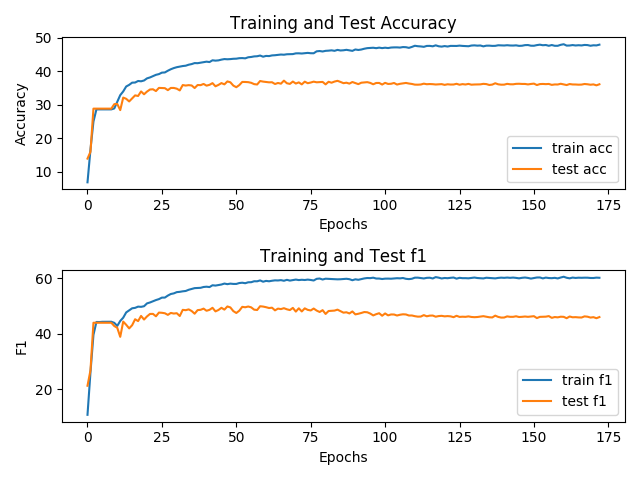 Training and Test Accuracy
Accuracy
50
40
30
20
10
train acc
test acc
0 25 50 75 100 125 150 175
Epochs
Training and Test f1
F1
60
40
20
train f1
test f1
0 25 50 75 100 125 150 175
Epochs